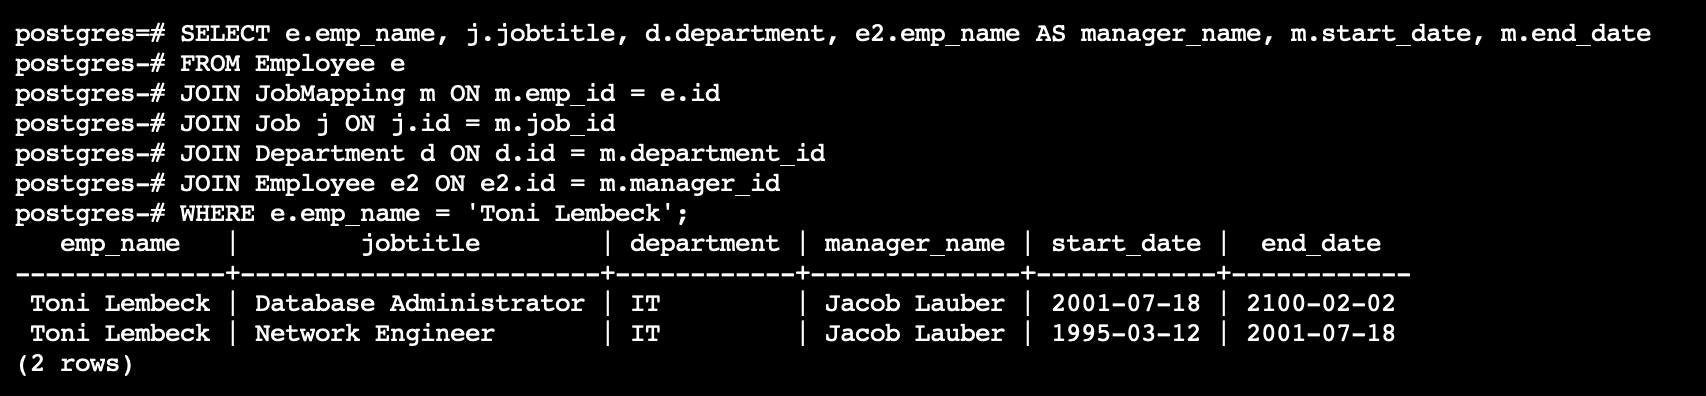 postgres=# SELECT e.emp_name, j.jobtitle, d.department, e2.emp_name AS manager_name, m.start_date, m.end_date
postgres-# FROM Employee e
postgres-# JOIN JobMapping m ON m.emp_id = e.id
postgres-# JOIN Job j ON j.id = m.job_id
postgres-# JOIN Department d ON d.id = m.department_id
postgres-# JOIN Employee e2 ON e2.id = m.manager_id
postgres-# WHERE e.emp_name = 'Toni Lembeck';
   emp_name   |        jobtitle        | department | manager_name | start_date |  end_date
--------------+------------------------+------------+--------------+------------+------------
 Toni Lembeck | Database Administrator | IT         | Jacob Lauber | 2001-07-18 | 2100-02-02
 Toni Lembeck | Network Engineer       | IT         | Jacob Lauber | 1995-03-12 | 2001-07-18
(2 rows)